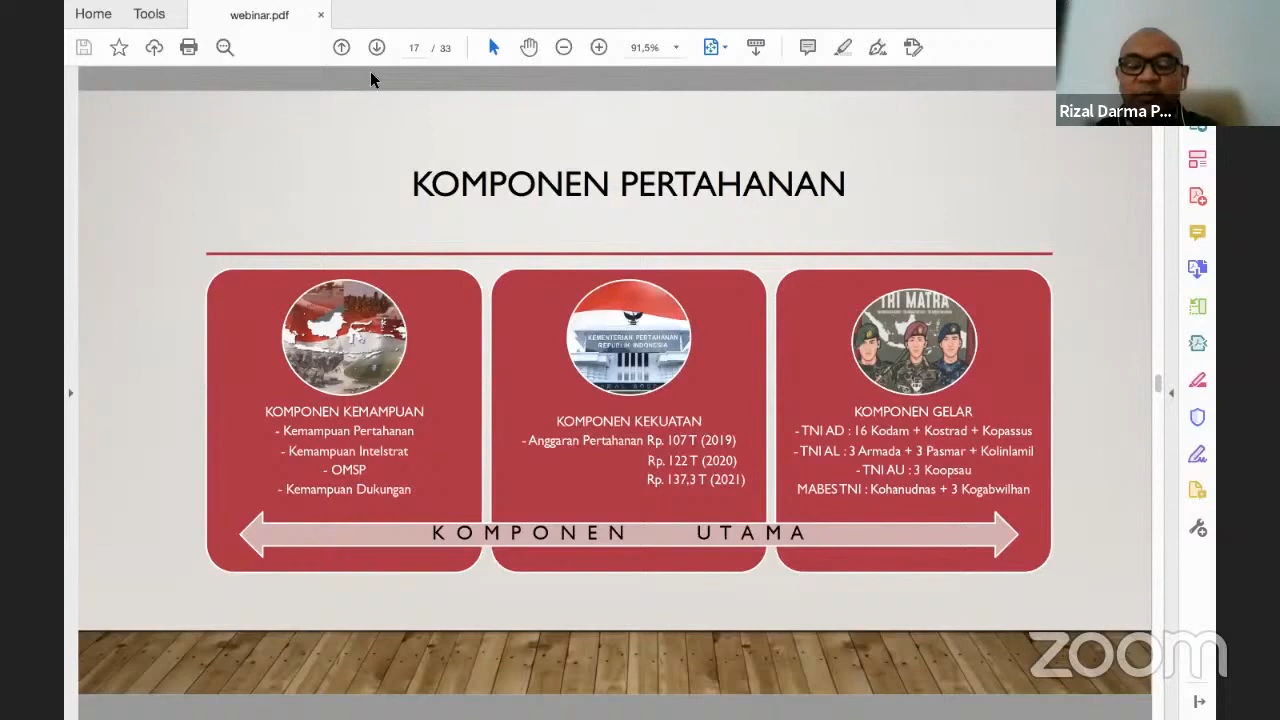 Home Tools webinar.pdf ×
17 / 33 91,5%
Rizal Darma P...
KOMPONEN PERTAHANAN
KEMENTERIAN PERTAHANAN
REPUBLIK INDONESIA
TRI MATRA
KOMPONEN KEMAMPUAN
- Kemampuan Pertahanan
- Kemampuan Intelstrat
- OMSP
- Kemampuan Dukungan
KOMPONEN KEKUATAN
- Anggaran Pertahanan Rp. 107 T (2019)
Rp. 122 T (2020)
Rp. 137,3 T (2021)
KOMPONEN GELAR
- TNI AD : 16 Kodam + Kostrad + Kopassus
- TNI AL : 3 Armada + 3 Pasmar + Kolinlamil
- TNI AU : 3 Koopsau
MABES TNI : Kohanudnas + 3 Kogabwilhan
KOMPONEN UTAMA
zoom